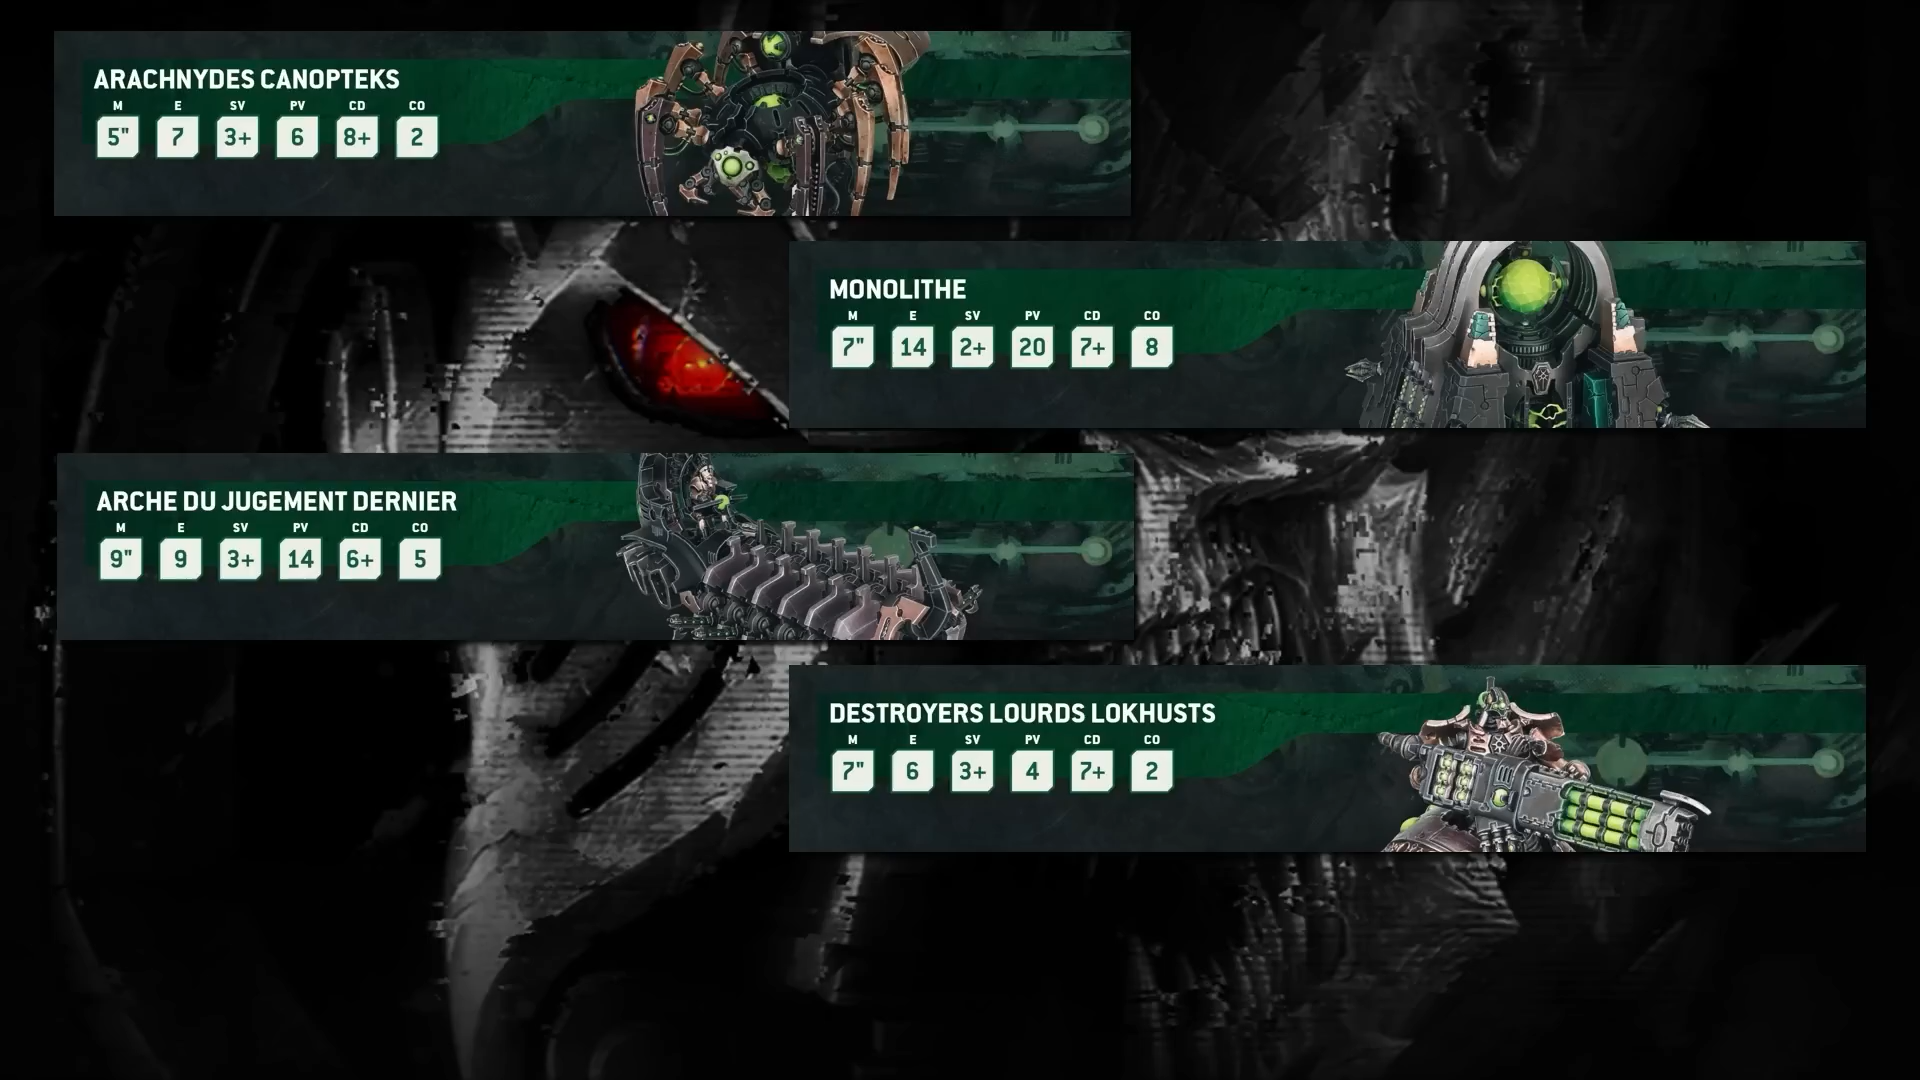 ARACHNYDES CANOPTEKS
M E SV PV CD CO
5" 7 3+ 6 8+ 2
MONOLITHE
M E SV PV CD CO
7" 14 2+ 20 7+ 8
ARCHE DU JUGEMENT DERNIER
M E SV PV CD CO
9" 9 3+ 14 6+ 5
DESTROYERS LOURDS LOKHUSTS
M E SV PV CD CO
7" 6 3+ 4 7+ 2